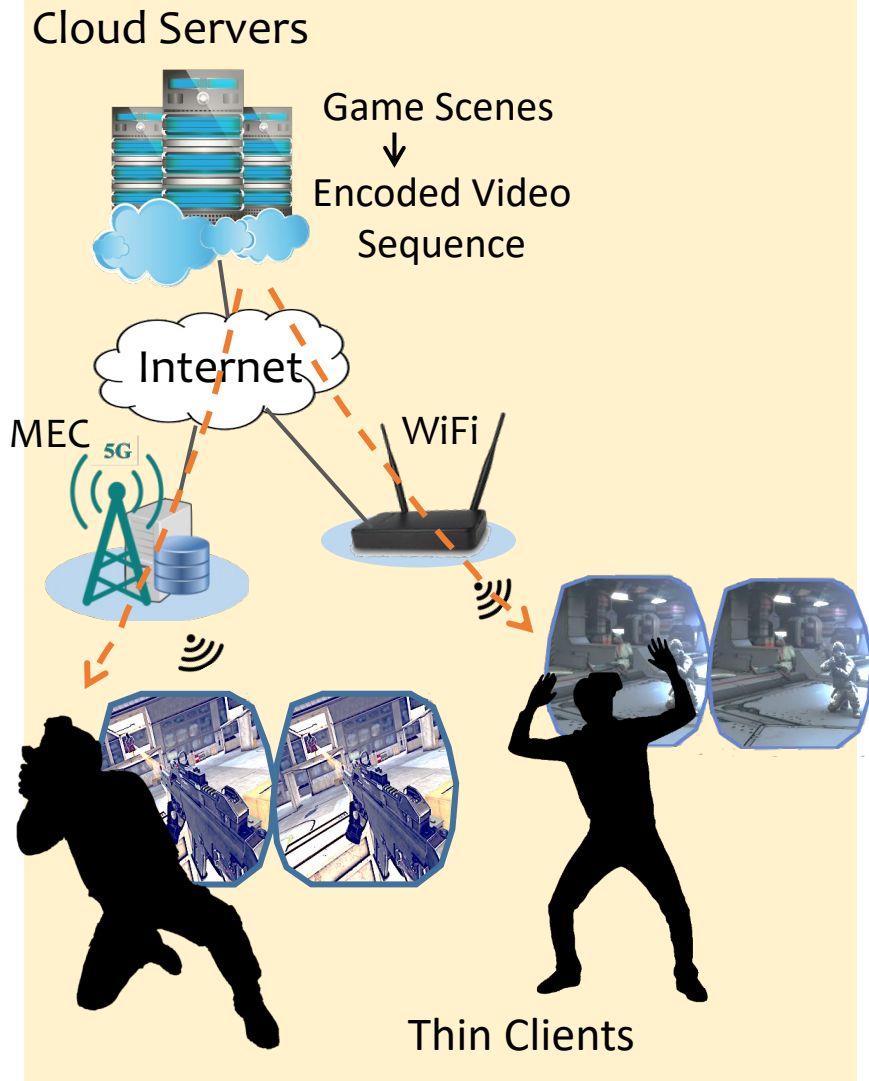 Cloud Servers
Game Scenes
Encoded Video
Sequence
Internet
MEC
5G
WiFi
Thin Clients